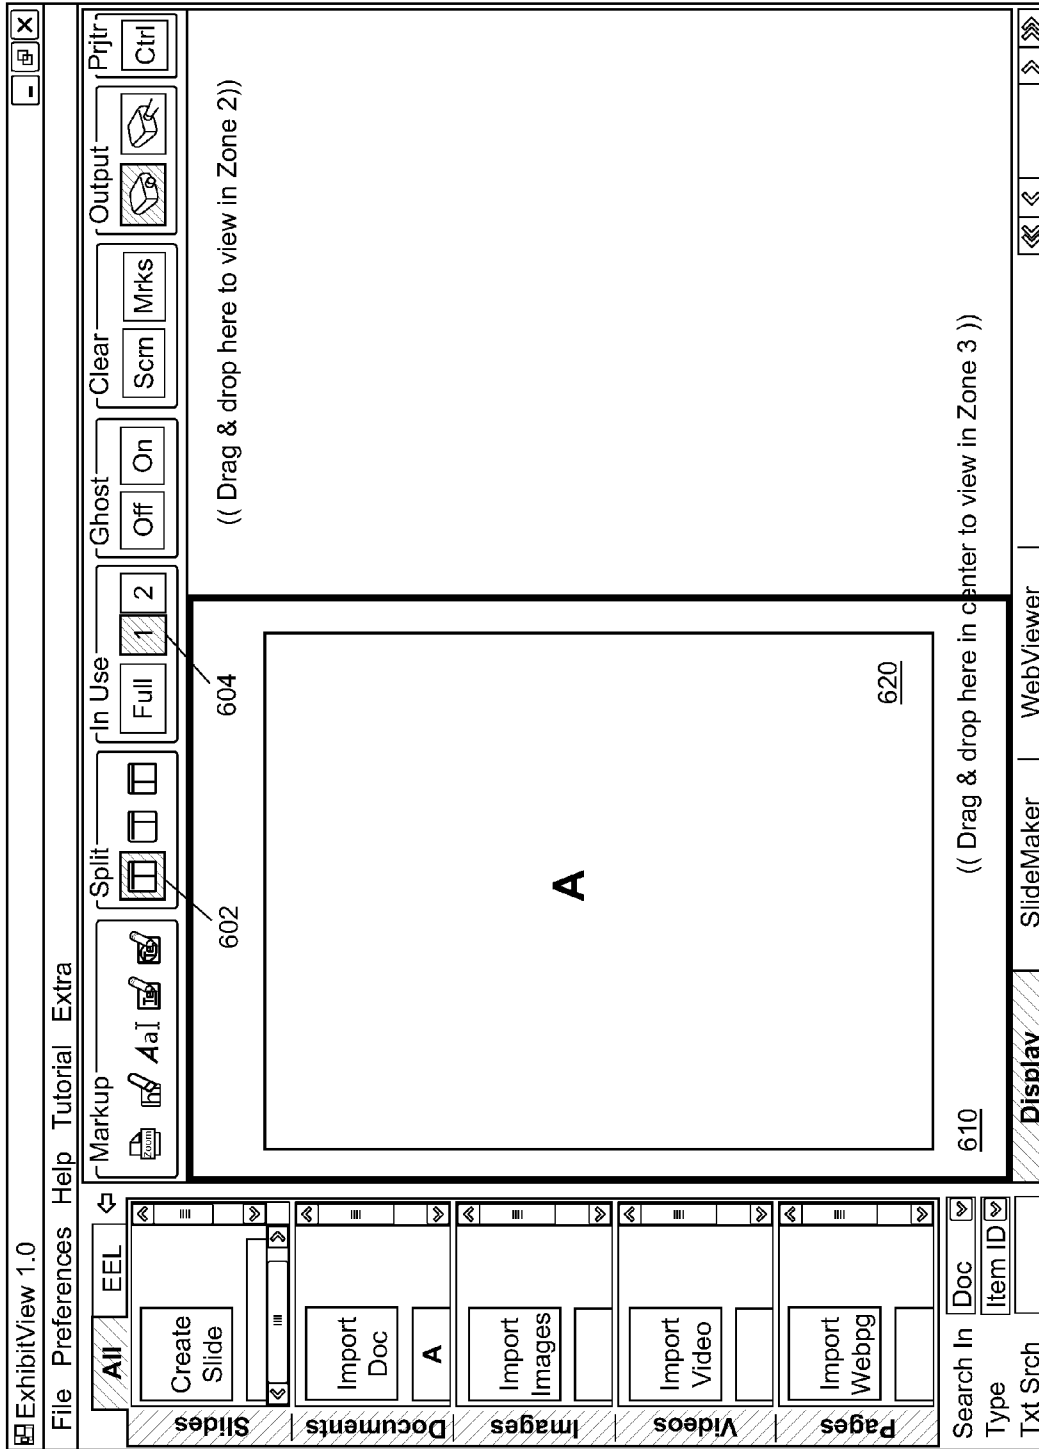 ExhibitView 1.0
File Preferences Help Tutorial Extra
All EEL
Markup Split In Use Ghost Clear Output Prjtr
Zoom AaI Full 1 2 Off On Scrn Mrks Ctrl
602
604
Slides
Create
Slide
Documents
Import
Doc
A
Images
Import
Images
Videos
Import
Video
Pages
Import
Webpg
(( Drag & drop here to view in Zone 2))
A
620
610
(( Drag & drop here in center to view in Zone 3 ))
Search In Doc
Type Item ID
Txt Srch
Display SlideMaker WebViewer